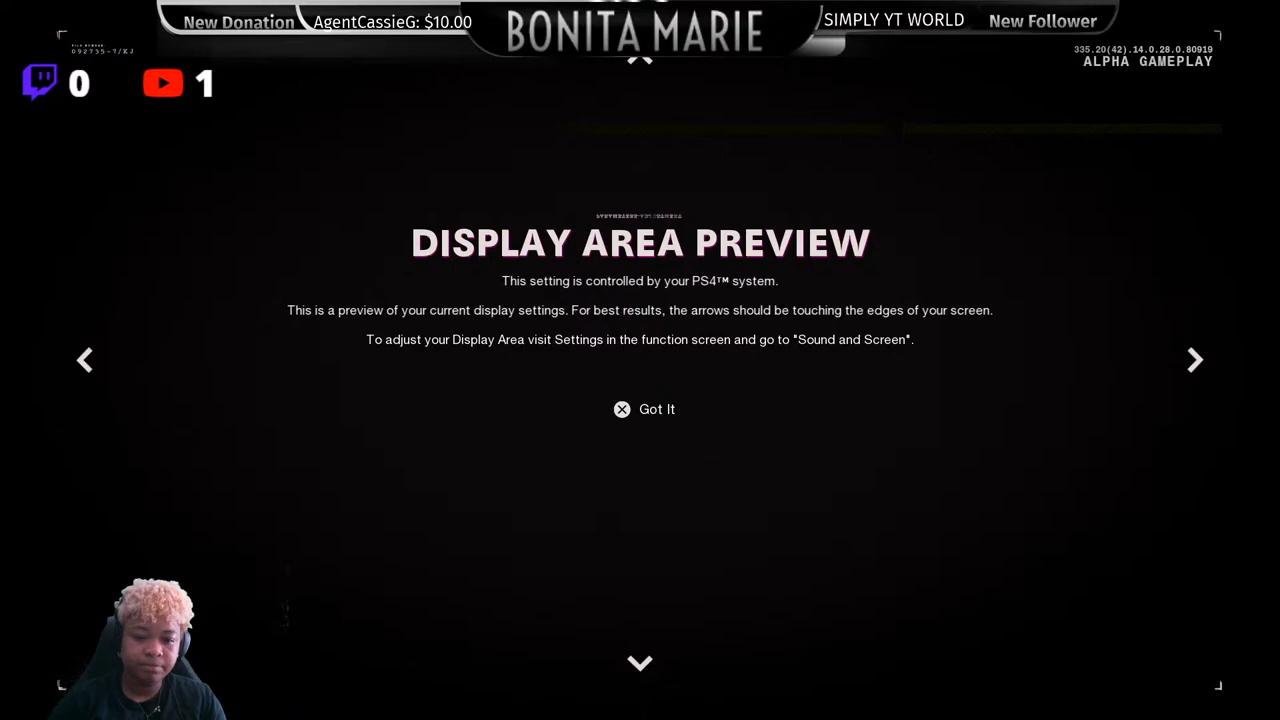 New Donation
AgentCassieG: $10.00
BONITA MARIE
SIMPLY YT WORLD
New Follower
092755-7/KJ
335.20(42).14.0.28.0.80919
ALPHA GAMEPLAY
0
1
DISPLAY AREA PREVIEW
This setting is controlled by your PS4™ system.
This is a preview of your current display settings. For best results, the arrows should be touching the edges of your screen.
To adjust your Display Area visit Settings in the function screen and go to "Sound and Screen".
Got It